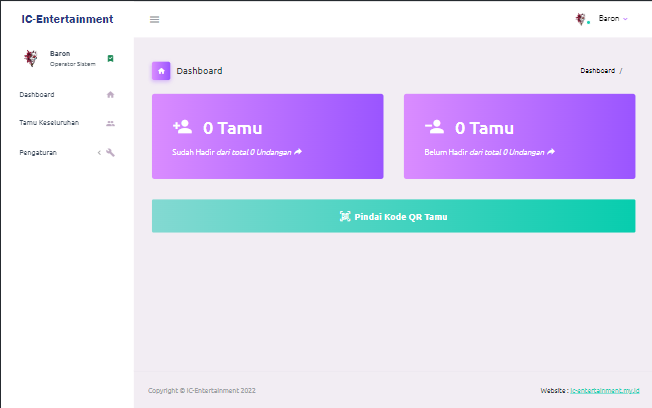 IC-Entertainment
Baron
Baron
Operator Sistem
Dashboard
Tamu Keseluruhan
Pengaturan
Dashboard
Dashboard /
0 Tamu
Sudah Hadir dari total 0 Undangan
0 Tamu
Belum Hadir dari total 0 Undangan
Pindai Kode QR Tamu
Copyright © IC-Entertainment 2022
Website : ic-entertainment.my.id